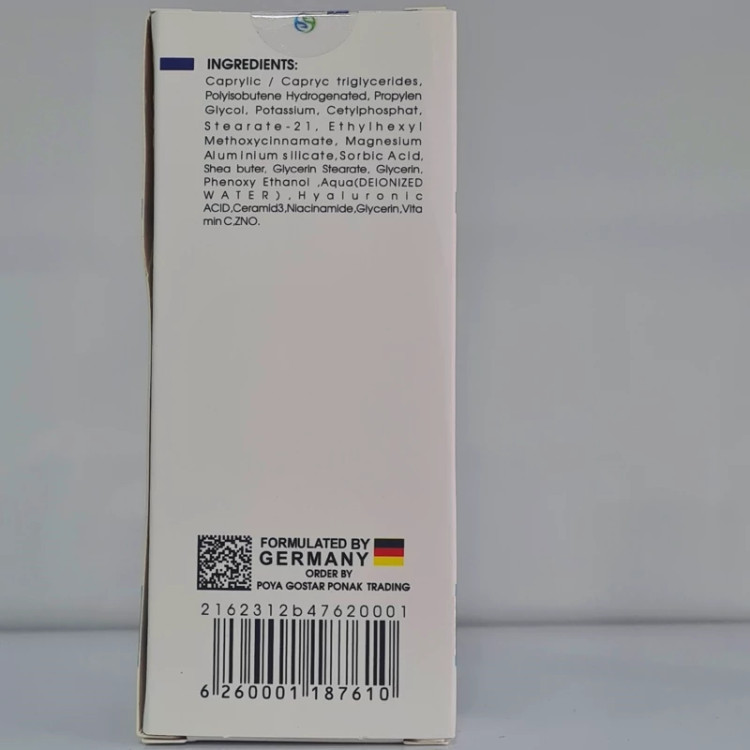 INGREDIENTS:
Caprylic / Capryc triglycerides,
Polyisobutene Hydrogenated, Propylen
Glycol, Potassium, Cetylphosphat,
Stearate-21, Ethylhexyl
Methoxycinnamate, Magnesium
Aluminium silicate,Sorbic Acid,
Shea buter, Glycerin Stearate, Glycerin,
Phenoxy Ethanol ,Aqua(DEIONIZED
WATER),Hyaluronic
ACID,Ceramid3,Niacinamide,Glycerin,Vita
min C,ZNO.
FORMULATED BY
GERMANY
ORDER BY
POYA GOSTAR PONAK TRADING
2162312b47620001
6 260001 187610